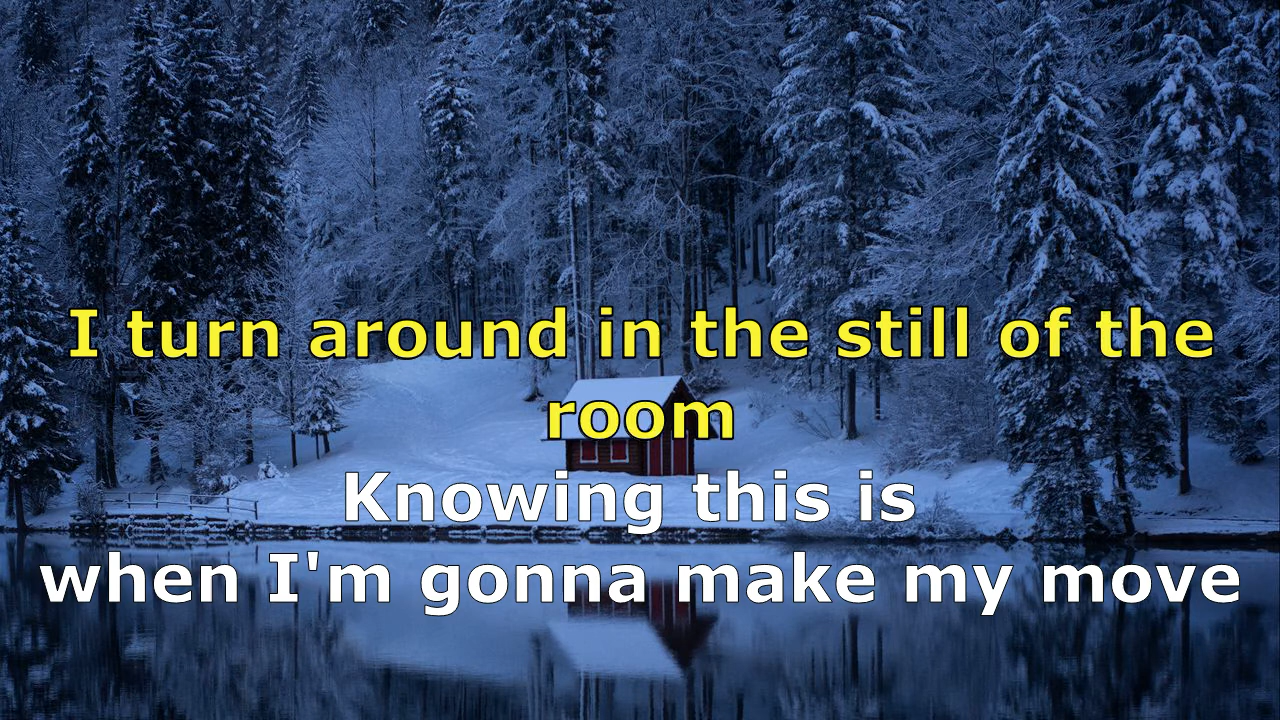 I turn around in the still of the
room
Knowing this is
when I'm gonna make my move